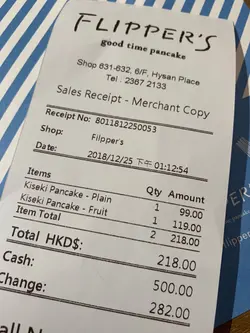 FLIPPER'S
good time pancake
Shop 631-632, 6/F, Hysan Place
Tel : 2367 2133
Sales Receipt - Merchant Copy
Receipt No: 8011812250053
Shop: Flipper's
Date: 2018/12/25 下午 01:12:54
Items Qty Amount
Kiseki Pancake - Plain 1 99.00
Kiseki Pancake - Fruit 1 119.00
Item Total 2 218.00
Total HKD$: 218.00
Cash: 500.00
Change: 282.00